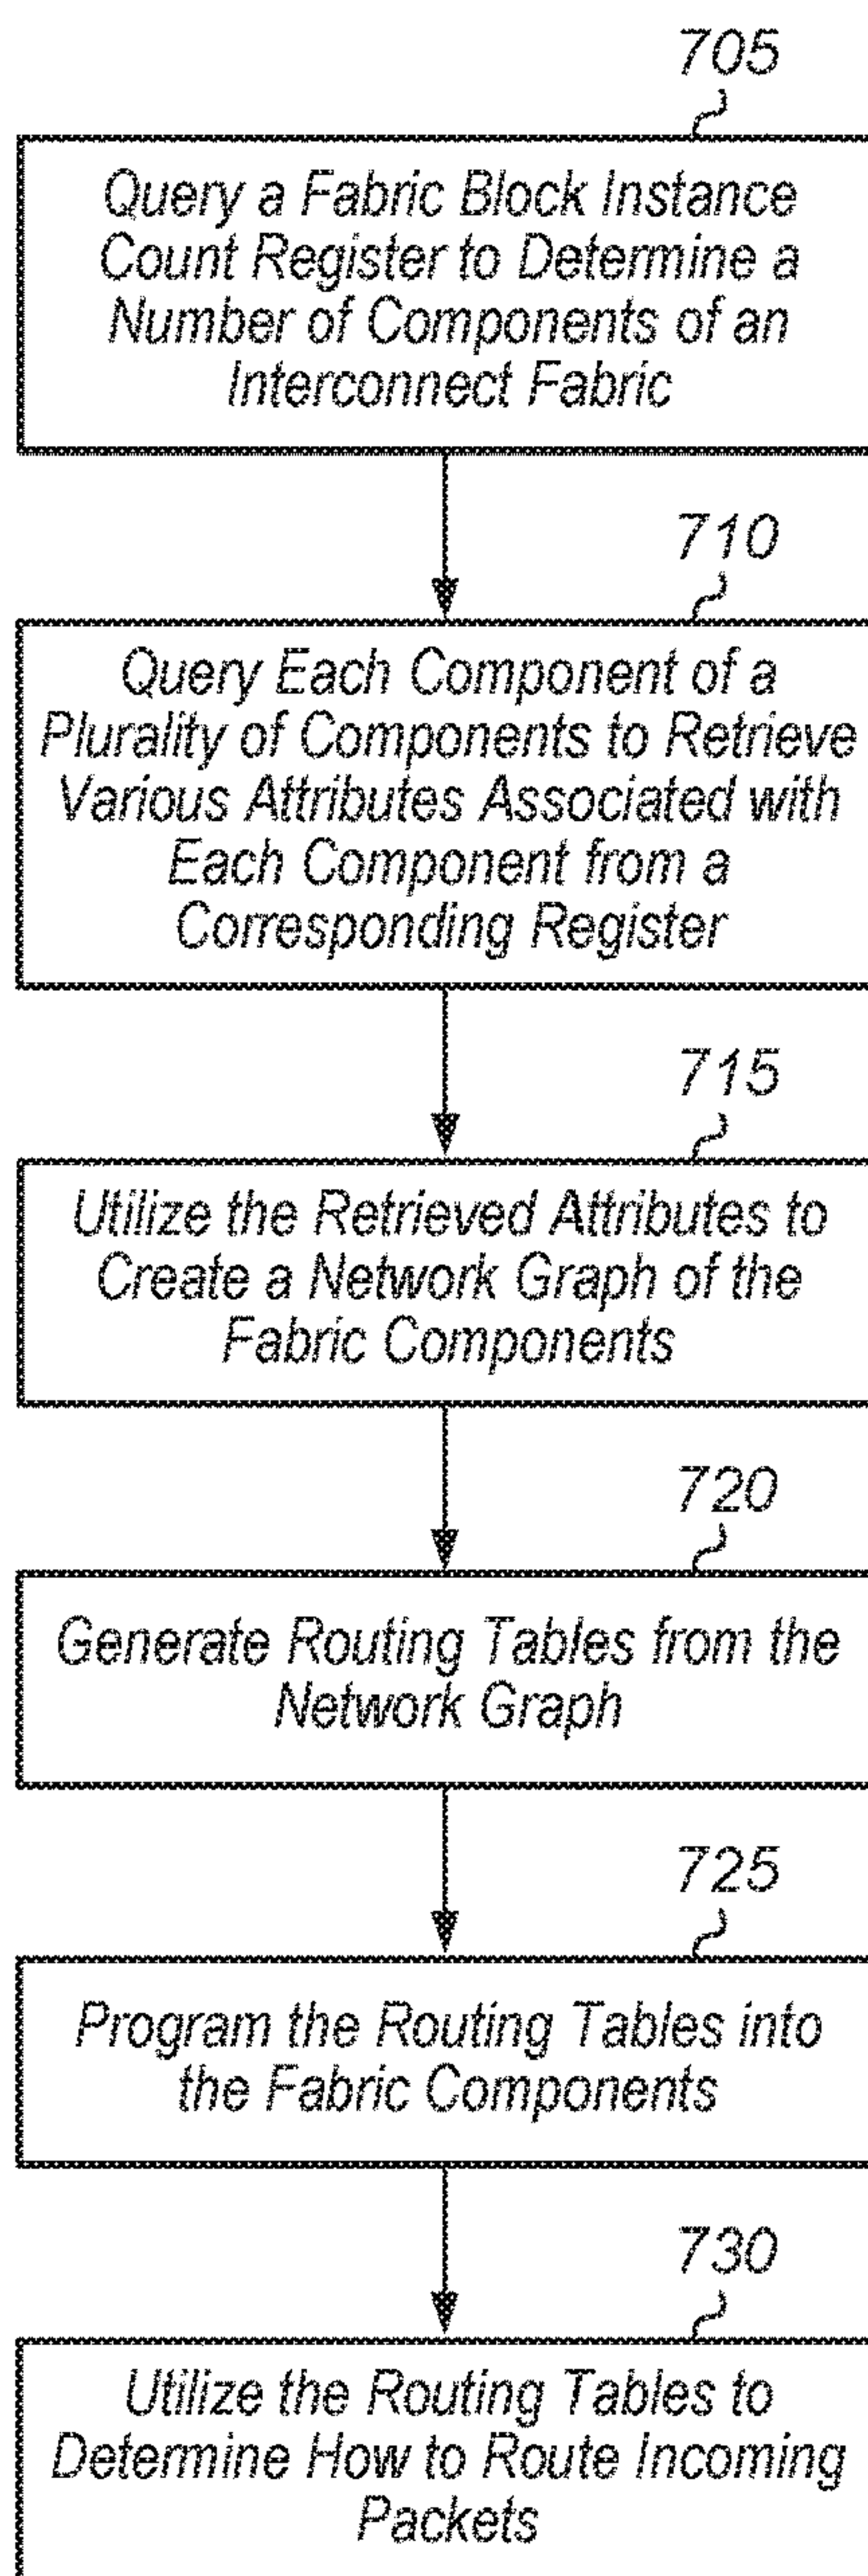 705
Query a Fabric Block Instance
Count Register to Determine a
Number of Components of an
Interconnect Fabric
710
Query Each Component of a
Plurality of Components to Retrieve
Various Attributes Associated with
Each Component from a
Corresponding Register
715
Utilize the Retrieved Attributes to
Create a Network Graph of the
Fabric Components
720
Generate Routing Tables from the
Network Graph
725
Program the Routing Tables into
the Fabric Components
730
Utilize the Routing Tables to
Determine How to Route Incoming
Packets